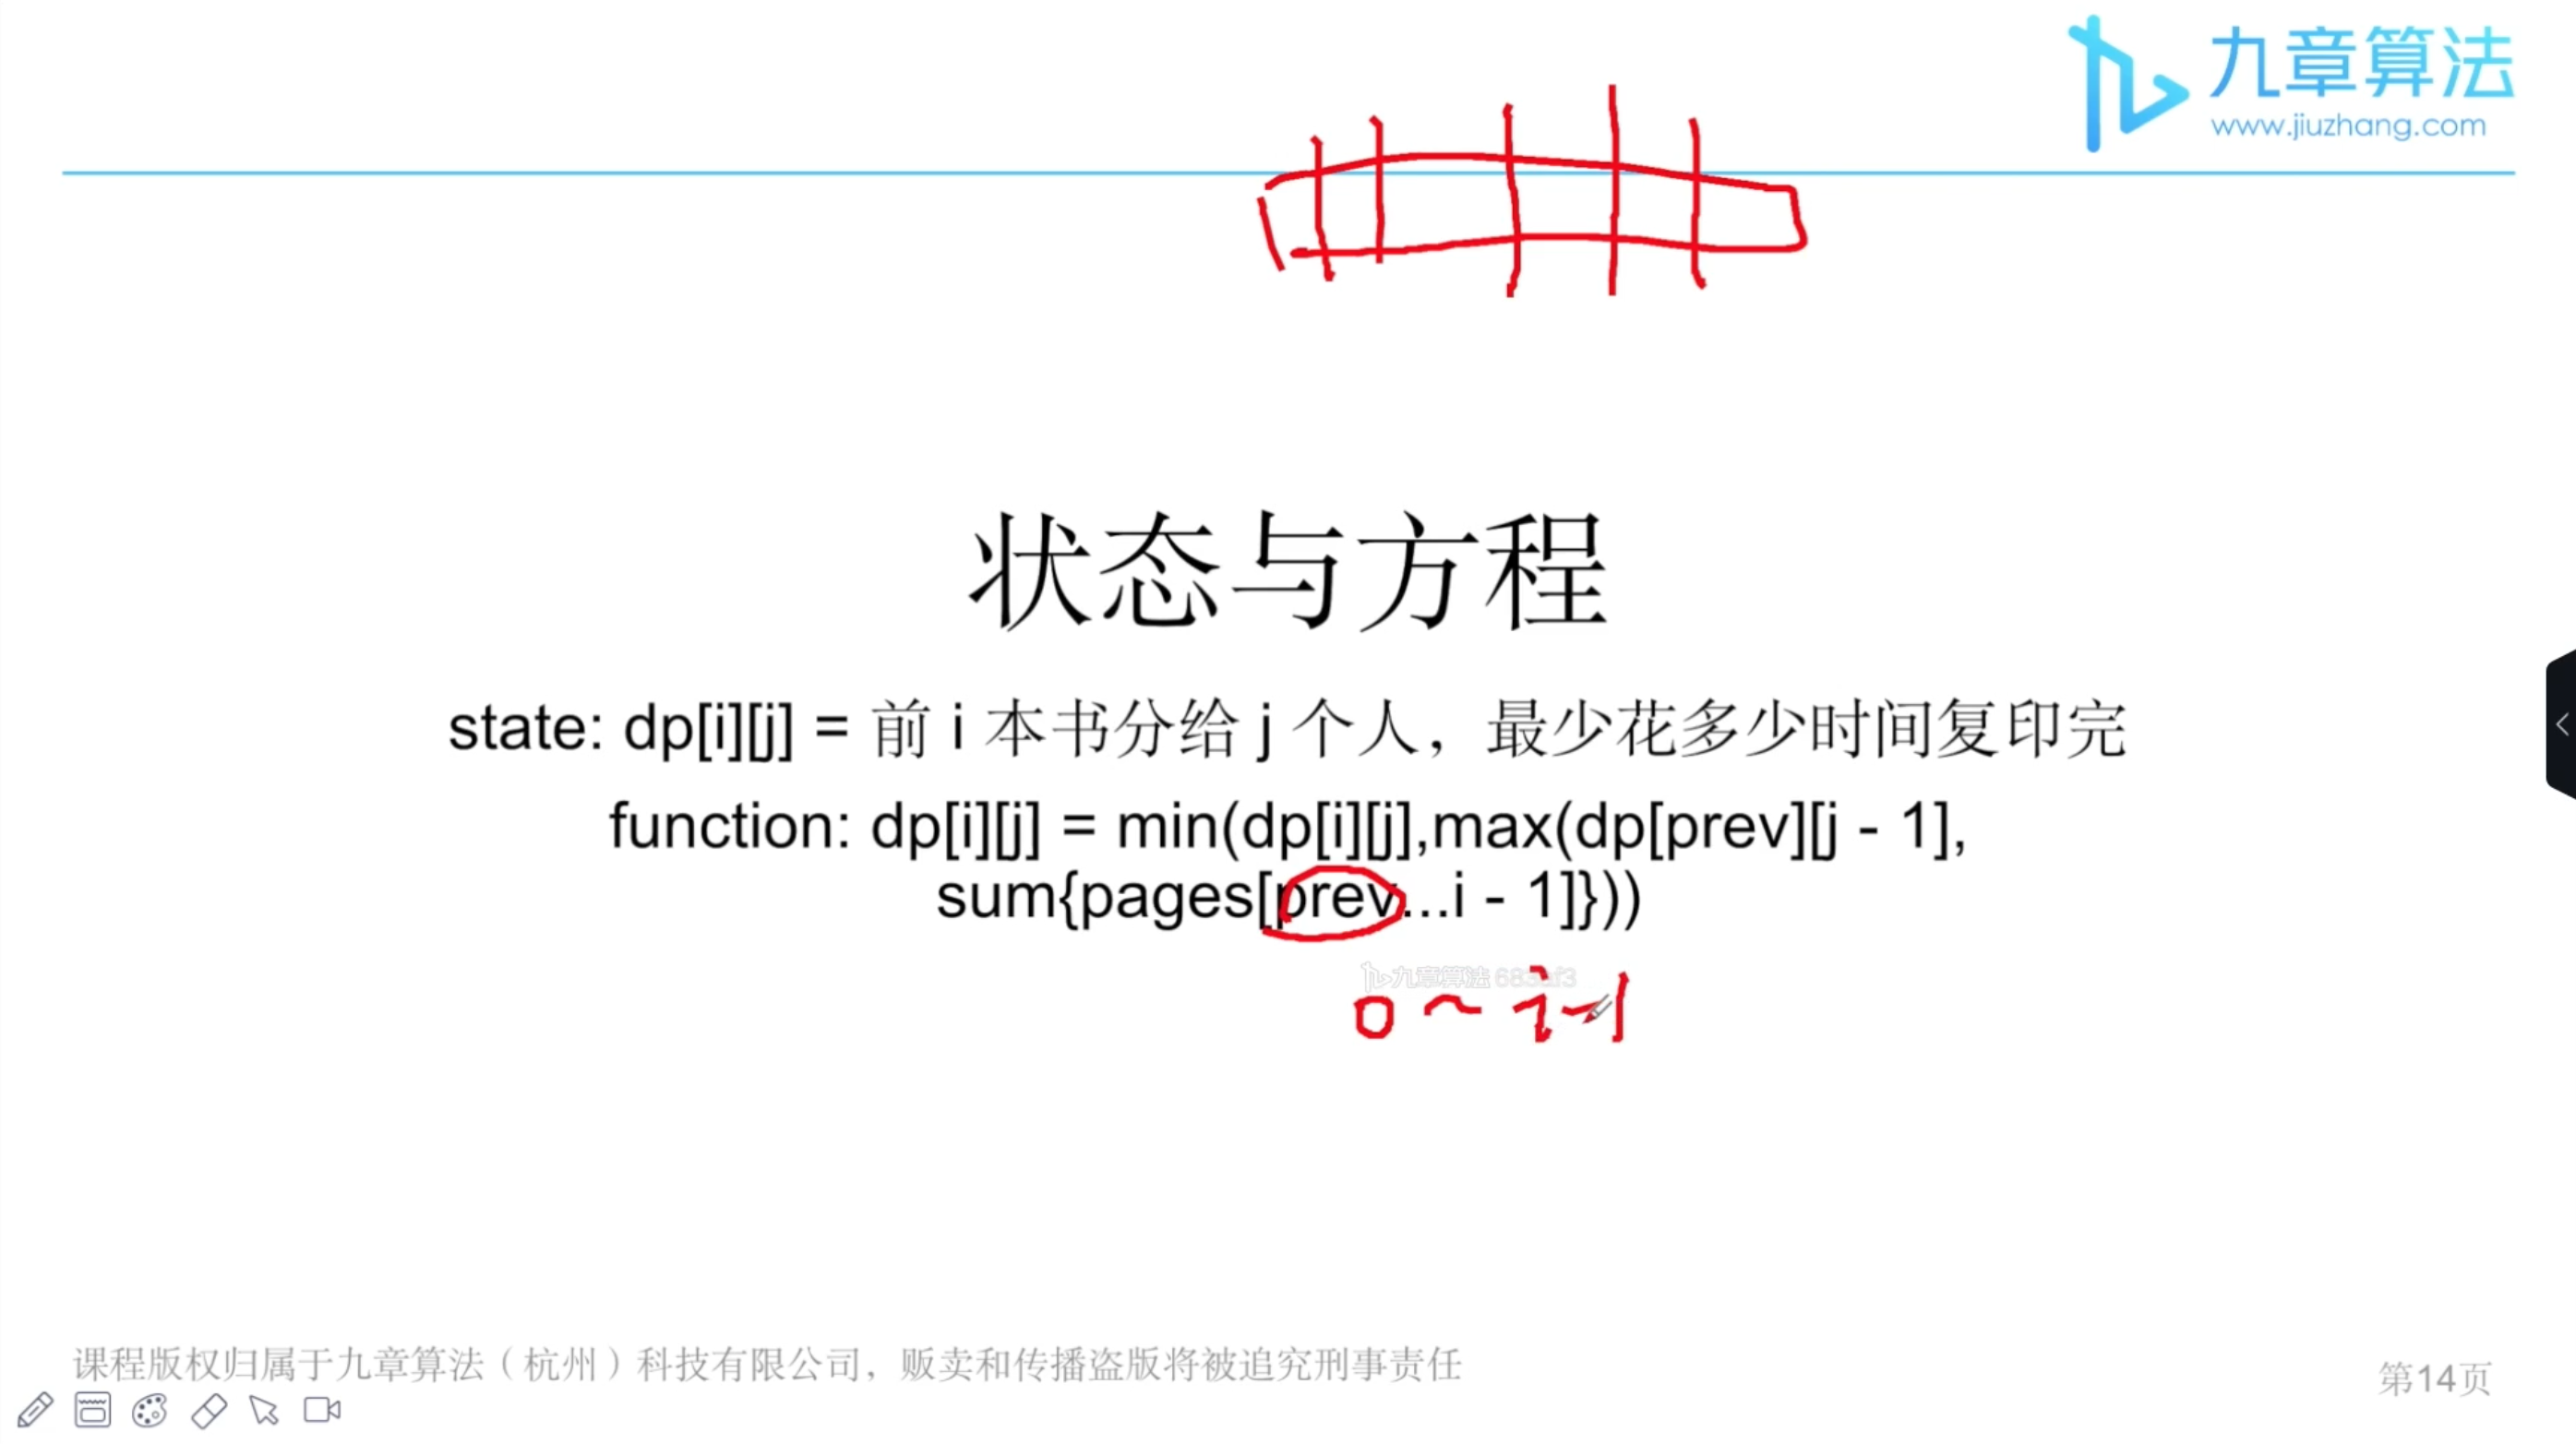 九章算法
www.jiuzhang.com
状态与方程
state: dp[i][j] = 前 i 本书分给 j 个人，最少花多少时间复印完
function: dp[i][j] = min(dp[i][j],max(dp[prev][j - 1],
sum{pages[prev...i - 1]}))
九章算法
0 ~ i-1
课程版权归属于九章算法（杭州）科技有限公司，贩卖和传播盗版将被追究刑事责任
第14页